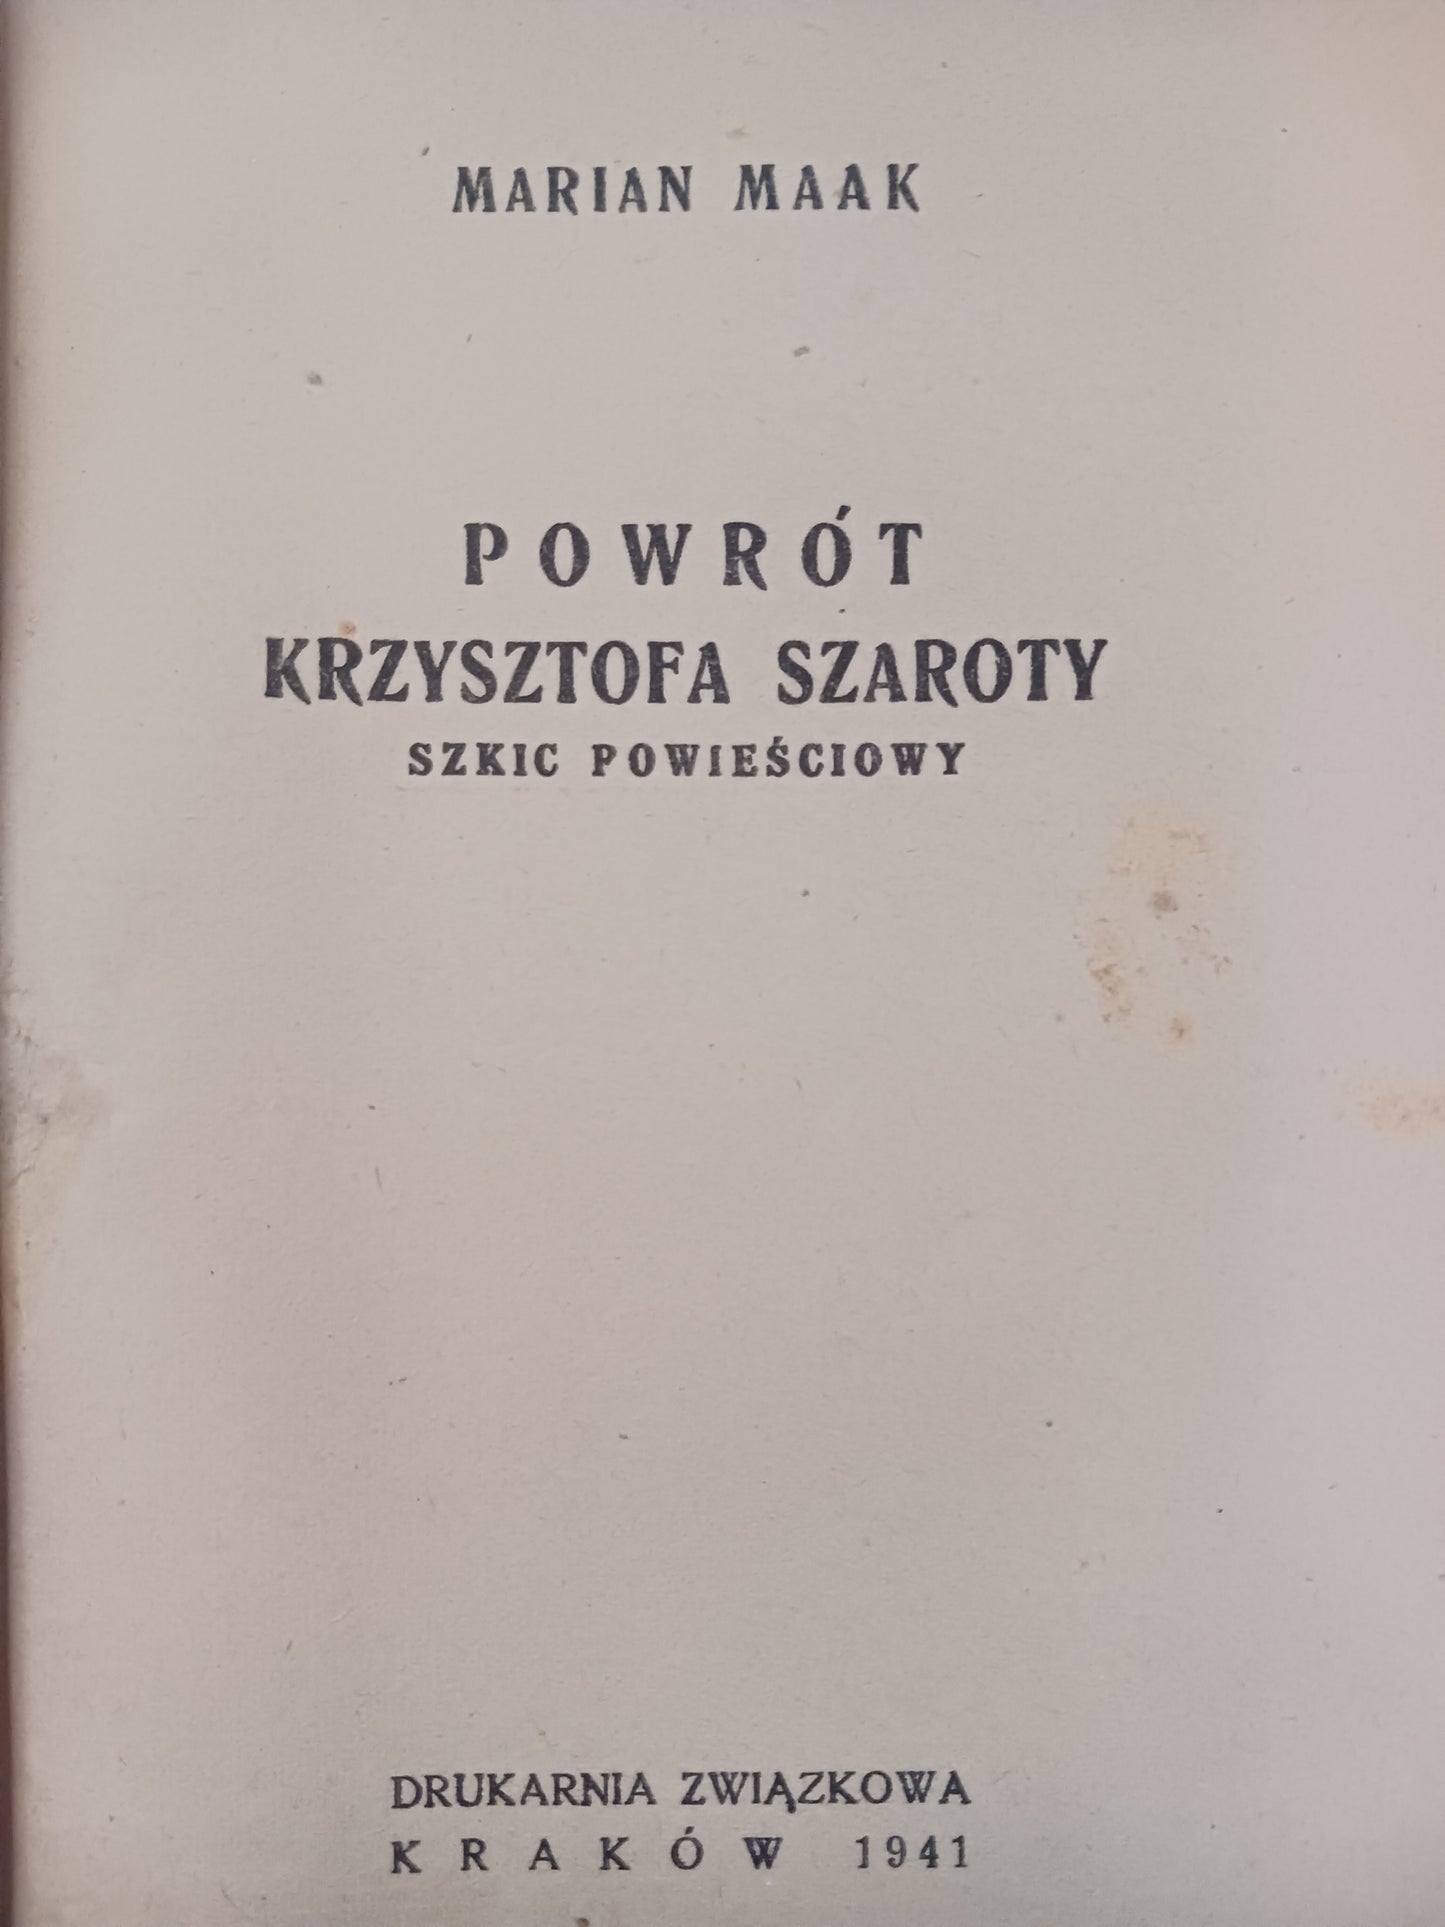 MARIAN MAAK
POWRÓT
KRZYSZTOFA SZAROTY
SZKIC POWIEŚCIOWY
DRUKARNIA ZWIĄZKOWA
KRAKÓW 1941